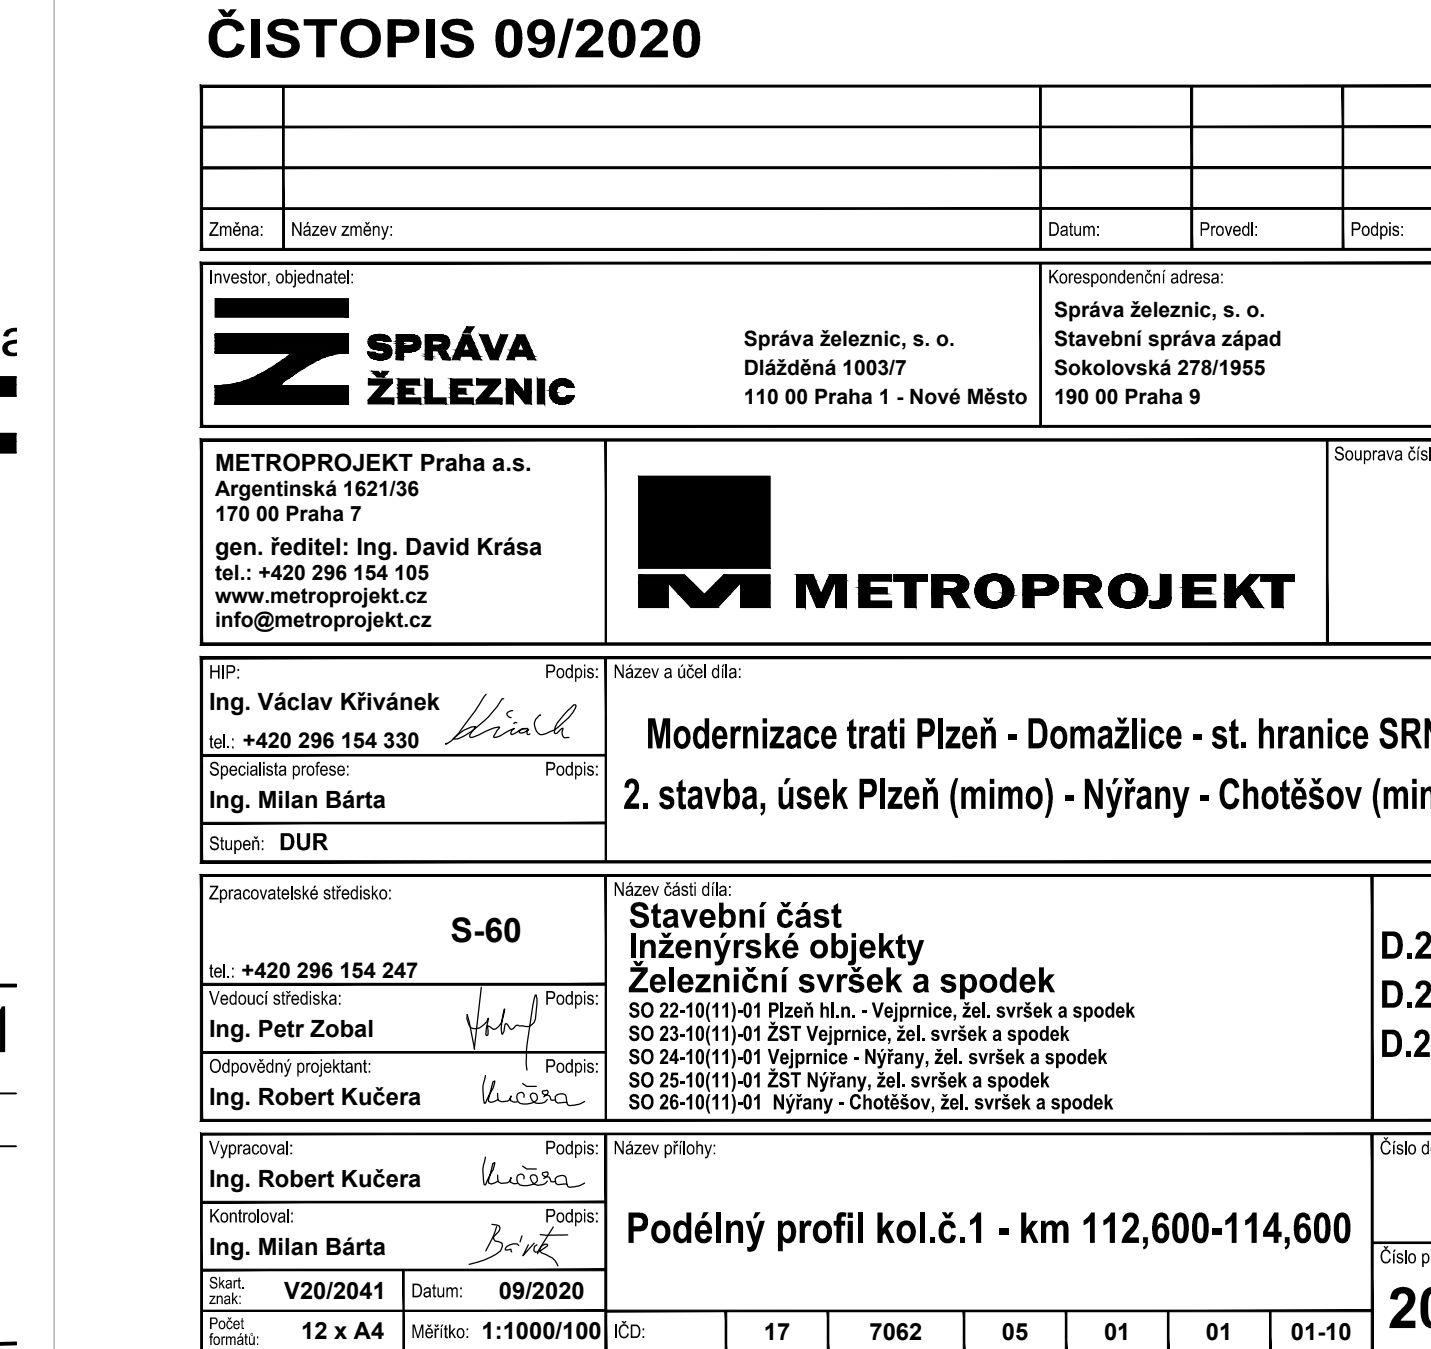 ČISTOPIS 09/2020
Změna: Název změny: Datum: Provedl: Podpis:
Investor, objednatel:
SPRÁVA
ŽELEZNIC
Správa železnic, s. o.
Dlážděná 1003/7
110 00 Praha 1 - Nové Město
Korespondenční adresa:
Správa železnic, s. o.
Stavební správa západ
Sokolovská 278/1955
190 00 Praha 9
METROPROJEKT Praha a.s.
Argentinská 1621/36
170 00 Praha 7
gen. ředitel: Ing. David Krása
tel.: +420 296 154 105
www.metroprojekt.cz
info@metroprojekt.cz
METROPROJEKT
Souprava
HIP: Podpis:
Ing. Václav Křivánek
tel.: +420 296 154 330
Specialista profese: Podpis:
Ing. Milan Bárta
Stupeň: DUR
Název a účel díla:
Modernizace trati Plzeň - Domažlice - st. hranice
2. stavba, úsek Plzeň (mimo) - Nýřany - Chotěšov
Zpracovatelské středisko:
S-60
tel.: +420 296 154 247
Vedoucí střediska: Podpis:
Ing. Petr Zobal
Odpovědný projektant: Podpis:
Ing. Robert Kučera Kučera
Název části díla:
Stavební část
Inženýrské objekty
Železniční svršek a spodek
SO 22-10(11)-01 Plzeň hl.n. - Vejprnice, žel. svršek a spodek
SO 23-10(11)-01 ŽST Vejprnice, žel. svršek a spodek
SO 24-10(11)-01 Vejprnice - Nýřany, žel. svršek a spodek
SO 25-10(11)-01 ŽST Nýřany, žel. svršek a spodek
SO 26-10(11)-01 Nýřany - Chotěšov, žel. svršek a spodek
D.2
D.2
D.2
Vypracoval: Podpis:
Ing. Robert Kučera Kučera
Kontroloval: Podpis:
Ing. Milan Bárta Bárta
Skart. znak: V20/2041 Datum: 09/2020
Počet formátů: 12 x A4 Měřítko: 1:1000/100
Název přílohy:
Podélný profil kol.č.1 - km 112,600-114,600
IČD: 17 7062 05 01 01 01-10
Číslo
Číslo
20